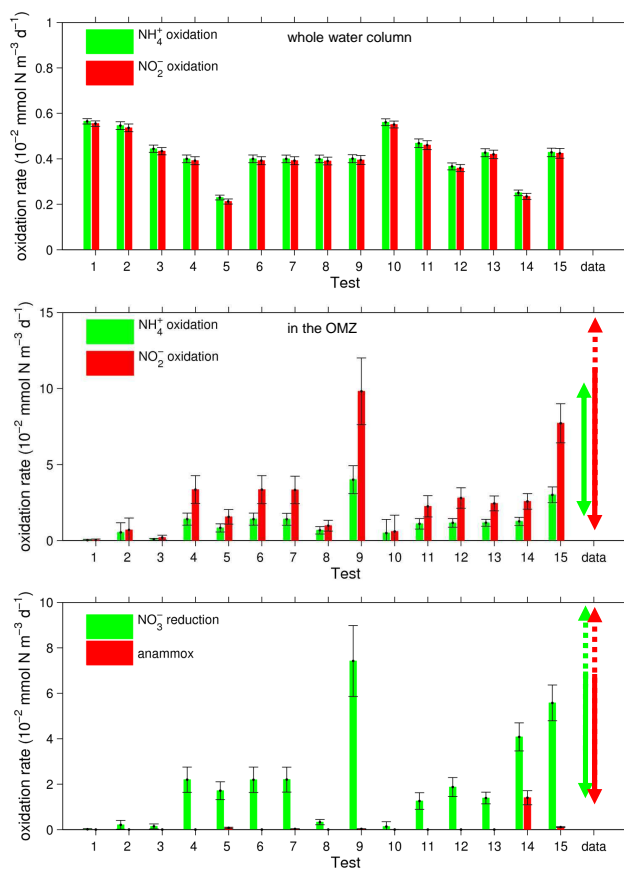 1
0.8
0.6
0.4
0.2
0
oxidation rate (10⁻² mmol N m⁻³ d⁻¹)
NH₄⁺ oxidation
NO₂⁻ oxidation
whole water column
1 2 3 4 5 6 7 8 9 10 11 12 13 14 15 data
Test
15
10
5
0
oxidation rate (10⁻² mmol N m⁻³ d⁻¹)
NH₄⁺ oxidation
NO₂⁻ oxidation
in the OMZ
1 2 3 4 5 6 7 8 9 10 11 12 13 14 15 data
Test
10
8
6
4
2
0
oxidation rate (10⁻² mmol N m⁻³ d⁻¹)
NO₃⁻ reduction
anammox
1 2 3 4 5 6 7 8 9 10 11 12 13 14 15 data
Test